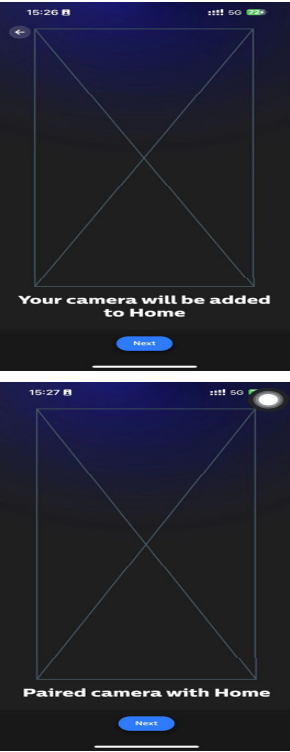 15:26 5G 72
Your camera will be added
to Home
Next
15:27 5G
Paired camera with Home
Next